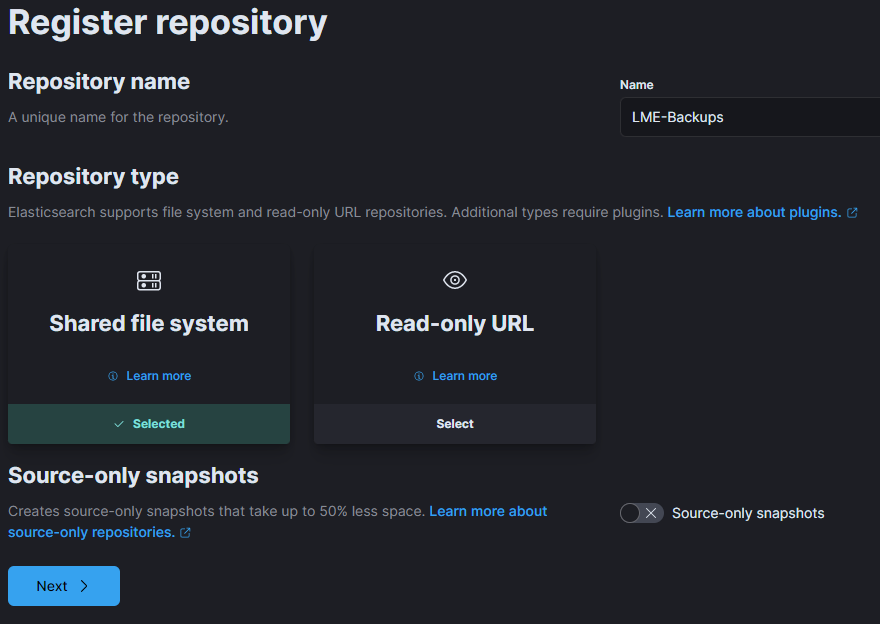 Register repository
Repository name
A unique name for the repository.
Name
LME-Backups
Repository type
Elasticsearch supports file system and read-only URL repositories. Additional types require plugins. Learn more about plugins.
Shared file system
Learn more
Selected
Read-only URL
Learn more
Select
Source-only snapshots
Creates source-only snapshots that take up to 50% less space. Learn more about
source-only repositories.
Source-only snapshots
Next